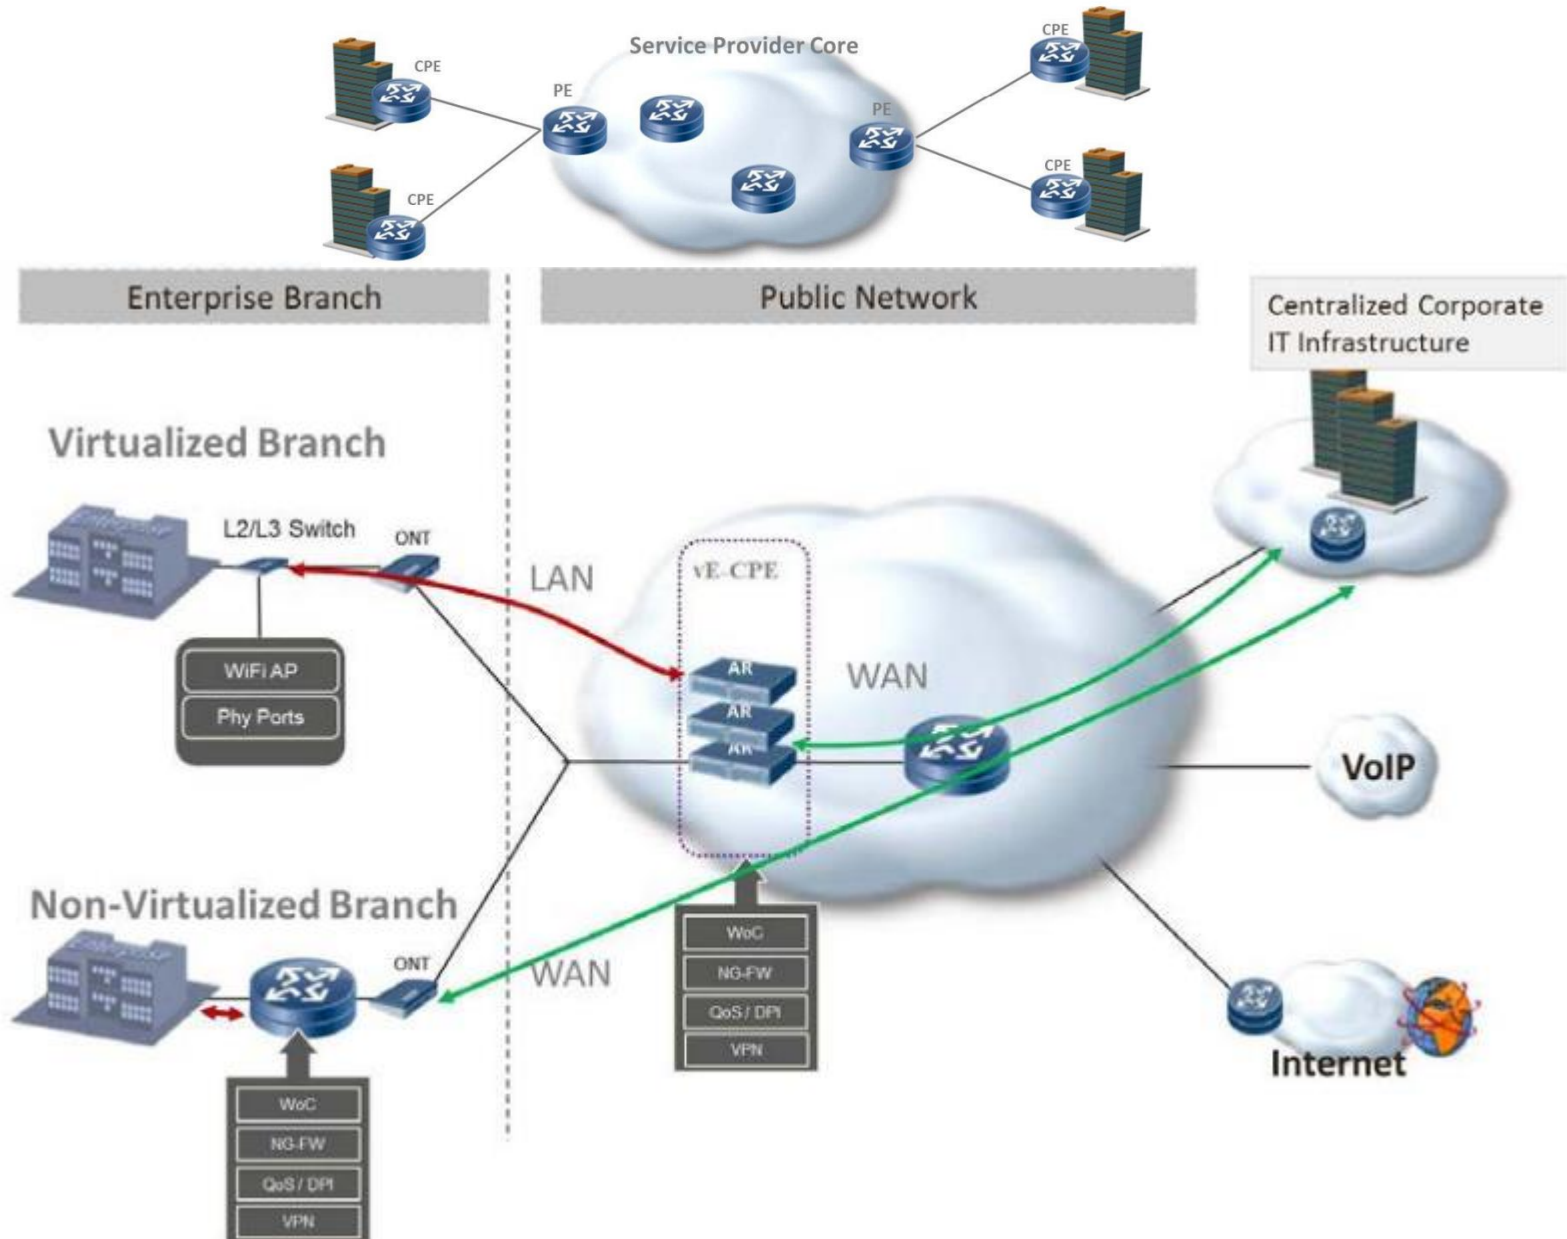 Service Provider Core
CPE
CPE
PE
PE
CPE
CPE
CPE
Enterprise Branch
Public Network
Centralized Corporate
IT Infrastructure
Virtualized Branch
L2/L3 Switch
ONT
LAN
vE-CPE
WiFi AP
Phy Ports
AR
AR
AR
WAN
VoIP
Non-Virtualized Branch
ONT
WAN
WoC
NG-FW
QoS / DPI
VPN
Internet
WoC
NG-FW
QoS / DPI
VPN